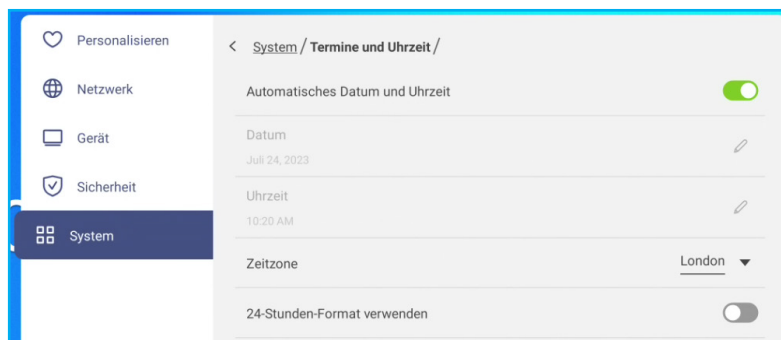 Personalisieren
Netzwerk
Gerät
Sicherheit
System
System / Termine und Uhrzeit /
Automatisches Datum und Uhrzeit
Datum
Juli 24, 2023
Uhrzeit
10:20 AM
Zeitzone
London
24-Stunden-Format verwenden